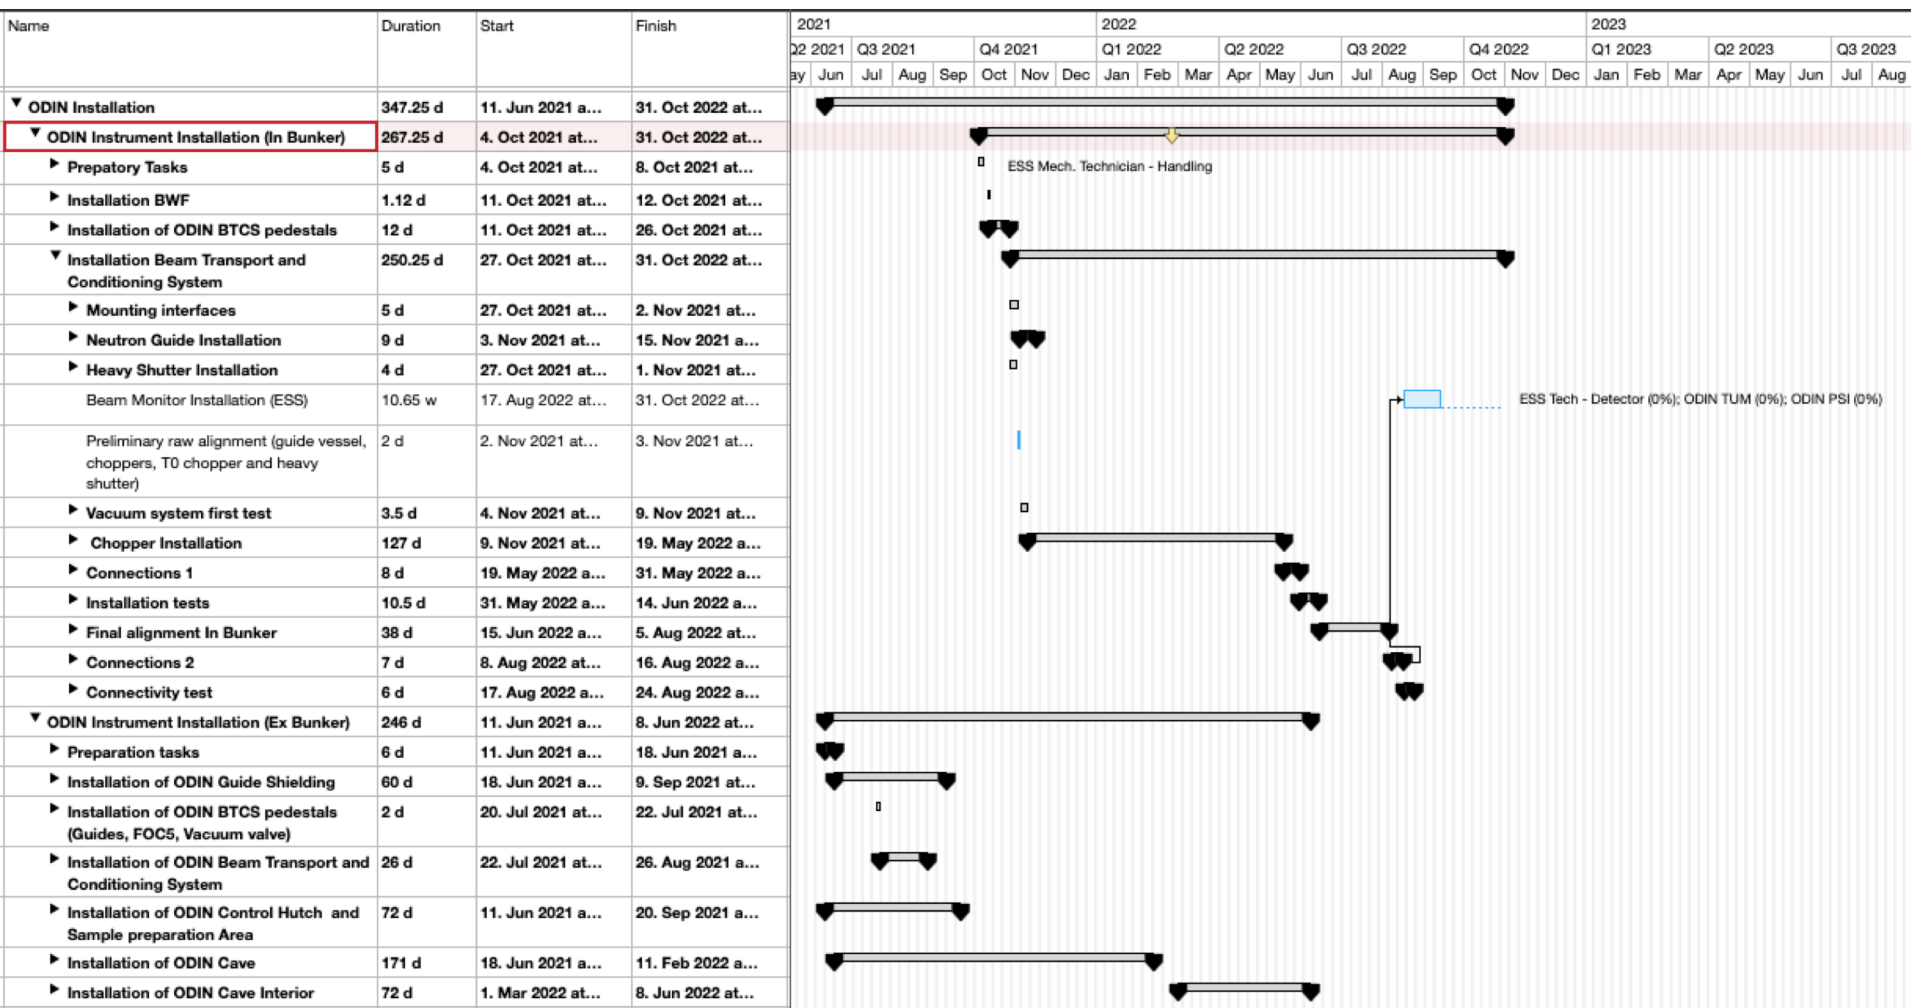 Name Duration Start Finish
2021 2022 2023
Q2 2021 Q3 2021 Q4 2021 Q1 2022 Q2 2022 Q3 2022 Q4 2022 Q1 2023 Q2 2023 Q3 2023
ay Jun Jul Aug Sep Oct Nov Dec Jan Feb Mar Apr May Jun Jul Aug Sep Oct Nov Dec Jan Feb Mar Apr May Jun Jul Aug
ODIN Installation 347.25 d 11. Jun 2021 a... 31. Oct 2022 at...
ODIN Instrument Installation (In Bunker) 267.25 d 4. Oct 2021 at... 31. Oct 2022 at...
Prepatory Tasks 5 d 4. Oct 2021 at... 8. Oct 2021 at... ESS Mech. Technician - Handling
Installation BWF 1.12 d 11. Oct 2021 at... 12. Oct 2021 at...
Installation of ODIN BTCS pedestals 12 d 11. Oct 2021 at... 26. Oct 2021 at...
Installation Beam Transport and 250.25 d 27. Oct 2021 at... 31. Oct 2022 at...
Conditioning System
Mounting interfaces 5 d 27. Oct 2021 at... 2. Nov 2021 at...
Neutron Guide Installation 9 d 3. Nov 2021 at... 15. Nov 2021 a...
Heavy Shutter Installation 4 d 27. Oct 2021 at... 1. Nov 2021 at...
Beam Monitor Installation (ESS) 10.65 w 17. Aug 2022 at... 31. Oct 2022 at... ESS Tech - Detector (0%); ODIN TUM (0%); ODIN PSI (0%)
Preliminary raw alignment (guide vessel, 2 d 2. Nov 2021 at... 3. Nov 2021 at...
choppers, T0 chopper and heavy
shutter)
Vacuum system first test 3.5 d 4. Nov 2021 at... 9. Nov 2021 at...
Chopper Installation 127 d 9. Nov 2021 at... 19. May 2022 a...
Connections 1 8 d 19. May 2022 a... 31. May 2022 a...
Installation tests 10.5 d 31. May 2022 a... 14. Jun 2022 a...
Final alignment In Bunker 38 d 15. Jun 2022 a... 5. Aug 2022 at...
Connections 2 7 d 8. Aug 2022 at... 16. Aug 2022 a...
Connectivity test 6 d 17. Aug 2022 a... 24. Aug 2022 a...
ODIN Instrument Installation (Ex Bunker) 246 d 11. Jun 2021 a... 8. Jun 2022 at...
Preparation tasks 6 d 11. Jun 2021 a... 18. Jun 2021 a...
Installation of ODIN Guide Shielding 60 d 18. Jun 2021 a... 9. Sep 2021 at...
Installation of ODIN BTCS pedestals 2 d 20. Jul 2021 at... 22. Jul 2021 at...
(Guides, FOC5, Vacuum valve)
Installation of ODIN Beam Transport and 26 d 22. Jul 2021 at... 26. Aug 2021 a...
Conditioning System
Installation of ODIN Control Hutch and 72 d 11. Jun 2021 a... 20. Sep 2021 a...
Sample preparation Area
Installation of ODIN Cave 171 d 18. Jun 2021 a... 11. Feb 2022 a...
Installation of ODIN Cave Interior 72 d 1. Mar 2022 at... 8. Jun 2022 at...